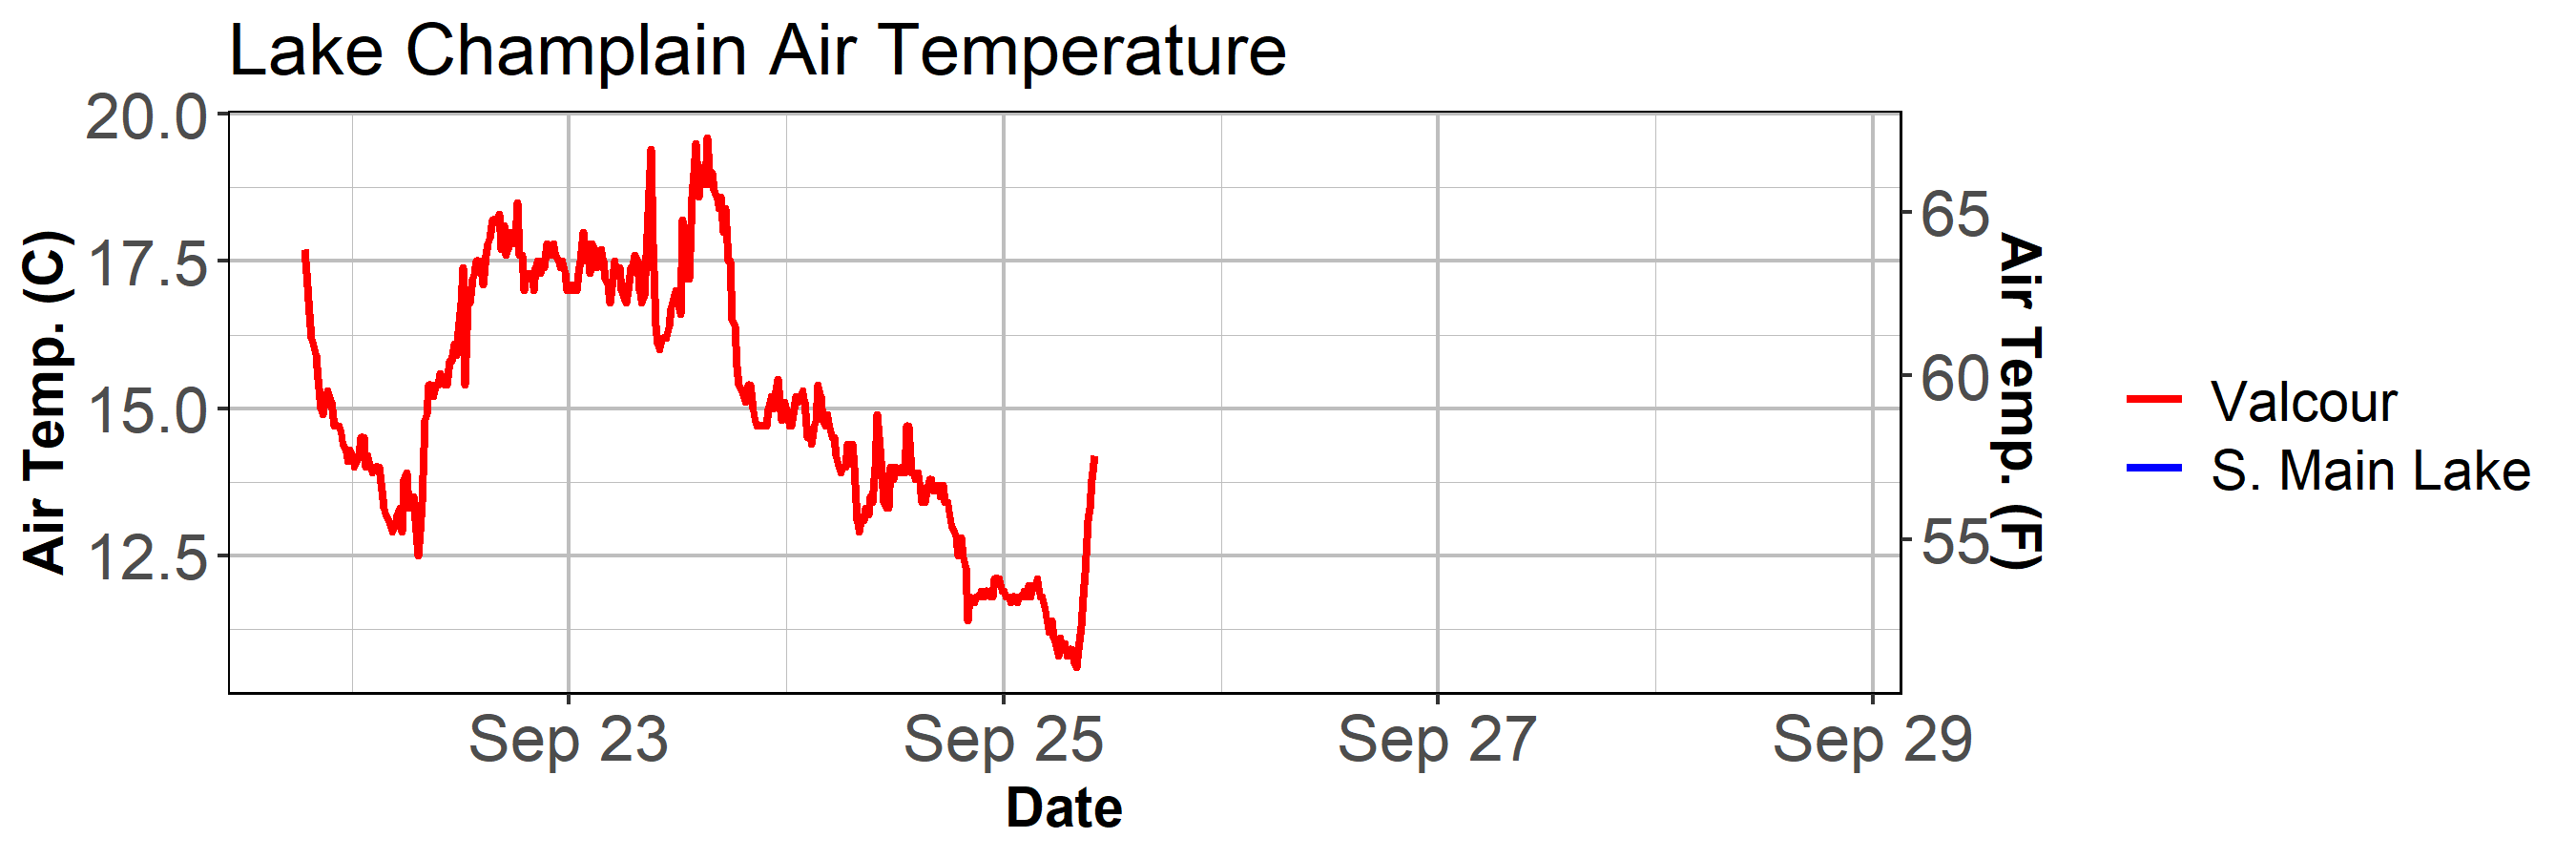 Lake Champlain Air Temperature
20.0
17.5
15.0
12.5
Air Temp. (C)
65
60
55
Air Temp. (F)
Sep 23
Sep 25
Sep 27
Sep 29
Date
Valcour
S. Main Lake